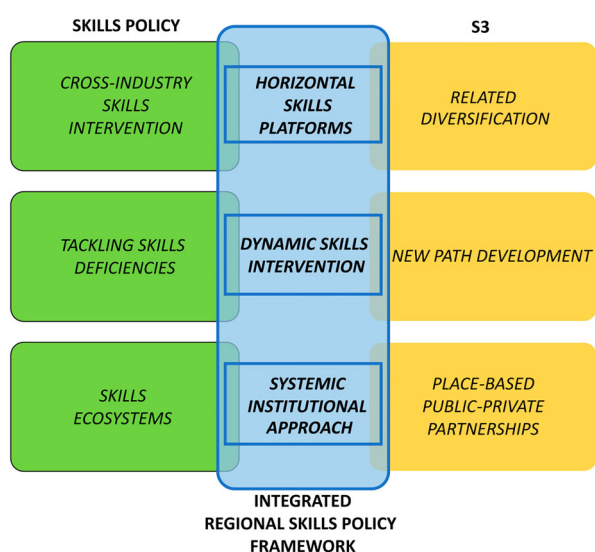 SKILLS POLICY
S3
CROSS-INDUSTRY
SKILLS
INTERVENTION
HORIZONTAL
SKILLS
PLATFORMS
RELATED
DIVERSIFICATION
TACKLING SKILLS
DEFICIENCIES
DYNAMIC SKILLS
INTERVENTION
NEW PATH DEVELOPMENT
SKILLS
ECOSYSTEMS
SYSTEMIC
INSTITUTIONAL
APPROACH
PLACE-BASED
PUBLIC-PRIVATE
PARTNERSHIPS
INTEGRATED
REGIONAL SKILLS POLICY
FRAMEWORK